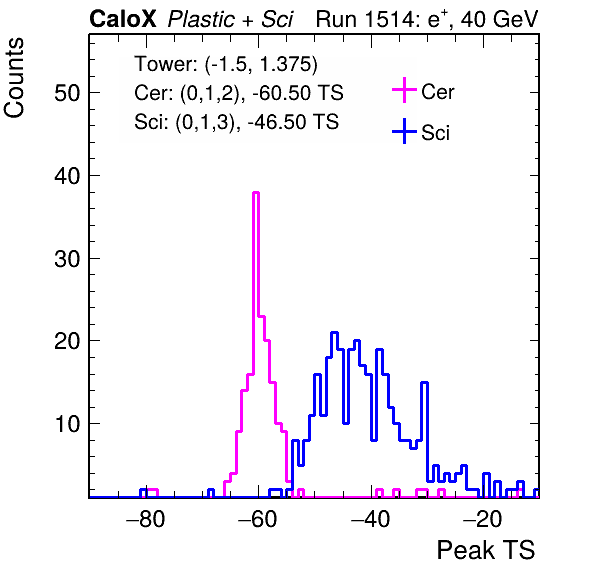 CaloX Plastic + Sci Run 1514: e⁺, 40 GeV
Counts
Tower: (-1.5, 1.375)
Cer: (0,1,2), -60.50 TS
Sci: (0,1,3), -46.50 TS
Cer
Sci
50
40
30
20
10
−80 −60 −40 −20
Peak TS